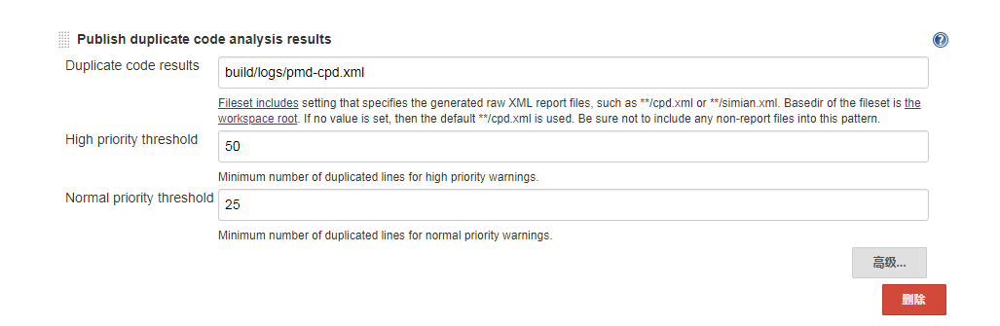 Publish duplicate code analysis results
Duplicate code results
build/logs/pmd-cpd.xml
Fileset includes setting that specifies the generated raw XML report files, such as **/cpd.xml or **/simian.xml. Basedir of the fileset is the
workspace root. If no value is set, then the default **/cpd.xml is used. Be sure not to include any non-report files into this pattern.
High priority threshold
50
Minimum number of duplicated lines for high priority warnings.
Normal priority threshold
25
Minimum number of duplicated lines for normal priority warnings.
高级...
删除